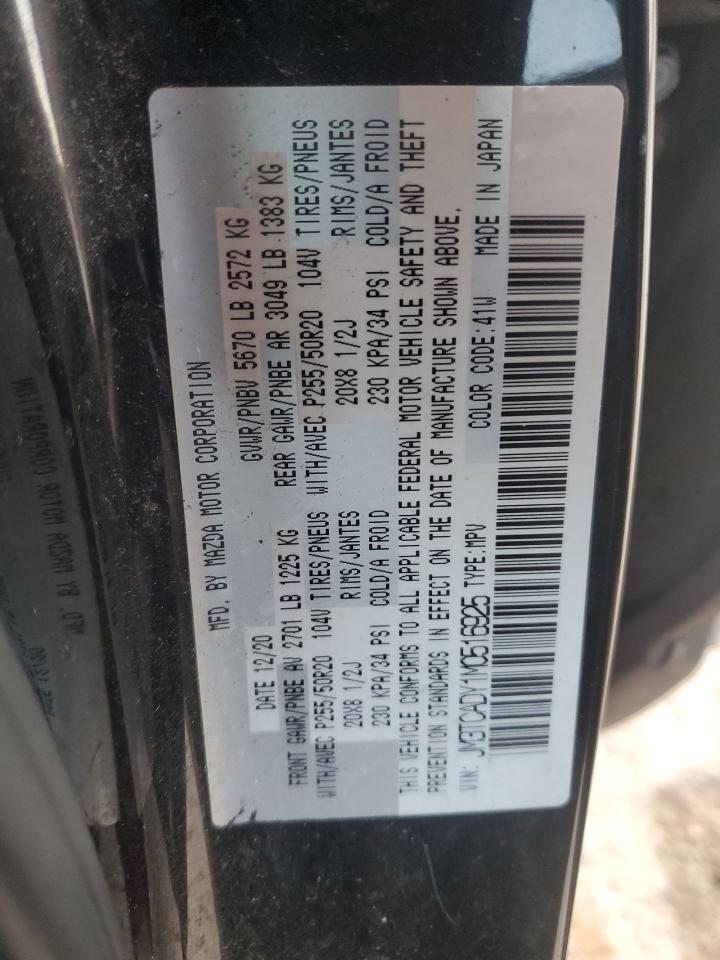 MFD. BY MAZDA MOTOR CORPORATION
DATE 12/20 GVWR/PNBV 5670 LB 2572 KG
FRONT GAWR/PNBE AV 2701 LB 1225 KG REAR GAWR/PNBE AR 3049 LB 1383 KG
WITH/AVEC P255/50R20 104V TIRES/PNEUS WITH/AVEC P255/50R20 104V TIRES/PNEUS
20X8 1/2J RIMS/JANTES 20X8 1/2J RIMS/JANTES
230 KPA/34 PSI COLD/A FROID 230 KPA/34 PSI COLD/A FROID
THIS VEHICLE CONFORMS TO ALL APPLICABLE FEDERAL MOTOR VEHICLE SAFETY AND THEFT
PREVENTION STANDARDS IN EFFECT ON THE DATE OF MANUFACTURE SHOWN ABOVE.
VIN: JM3TCADY1M0516925 TYPE:MPV COLOR CODE.41W MADE IN JAPAN